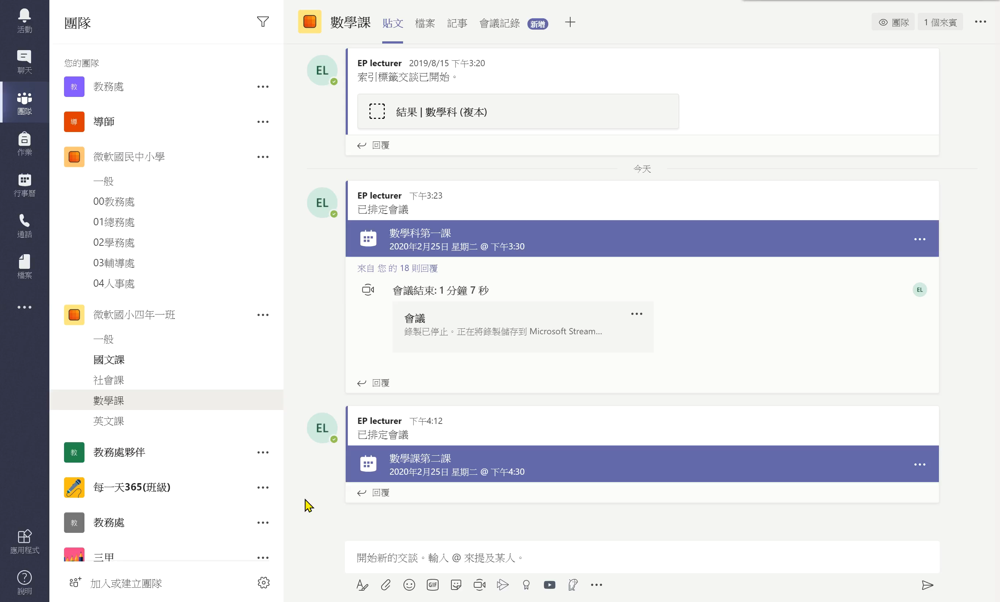 活動
聊天
團隊
作業
行事曆
通話
檔案
應用程式
說明
團隊
您的團隊
教 教務處
導 導師
微軟國民中小學
一般
00教務處
01總務處
02學務處
03輔導處
04人事處
微軟國小四年一班
一般
國文課
社會課
數學課
英文課
教 教務處夥伴
每一天365(班級)
教 教務處
三甲
加入或建立團隊
數學課 貼文 檔案 記事 會議記錄 新增
團隊 1 個來賓
EL
EP lecturer 2019/8/15 下午3:20
索引標籤交談已開始。
結果 | 數學科 (複本)
回覆
今天
EL
EP lecturer 下午3:23
已排定會議
數學科第一課
2020年2月25日 星期二 @ 下午3:30
來自 您 的 18 則回覆
會議結束: 1 分鐘 7 秒
EL
會議
錄製已停止。正在將錄製儲存到 Microsoft Stream...
回覆
EL
EP lecturer 下午4:12
已排定會議
數學課第二課
2020年2月25日 星期二 @ 下午4:30
回覆
開始新的交談。輸入 @ 來提及某人。
GIF